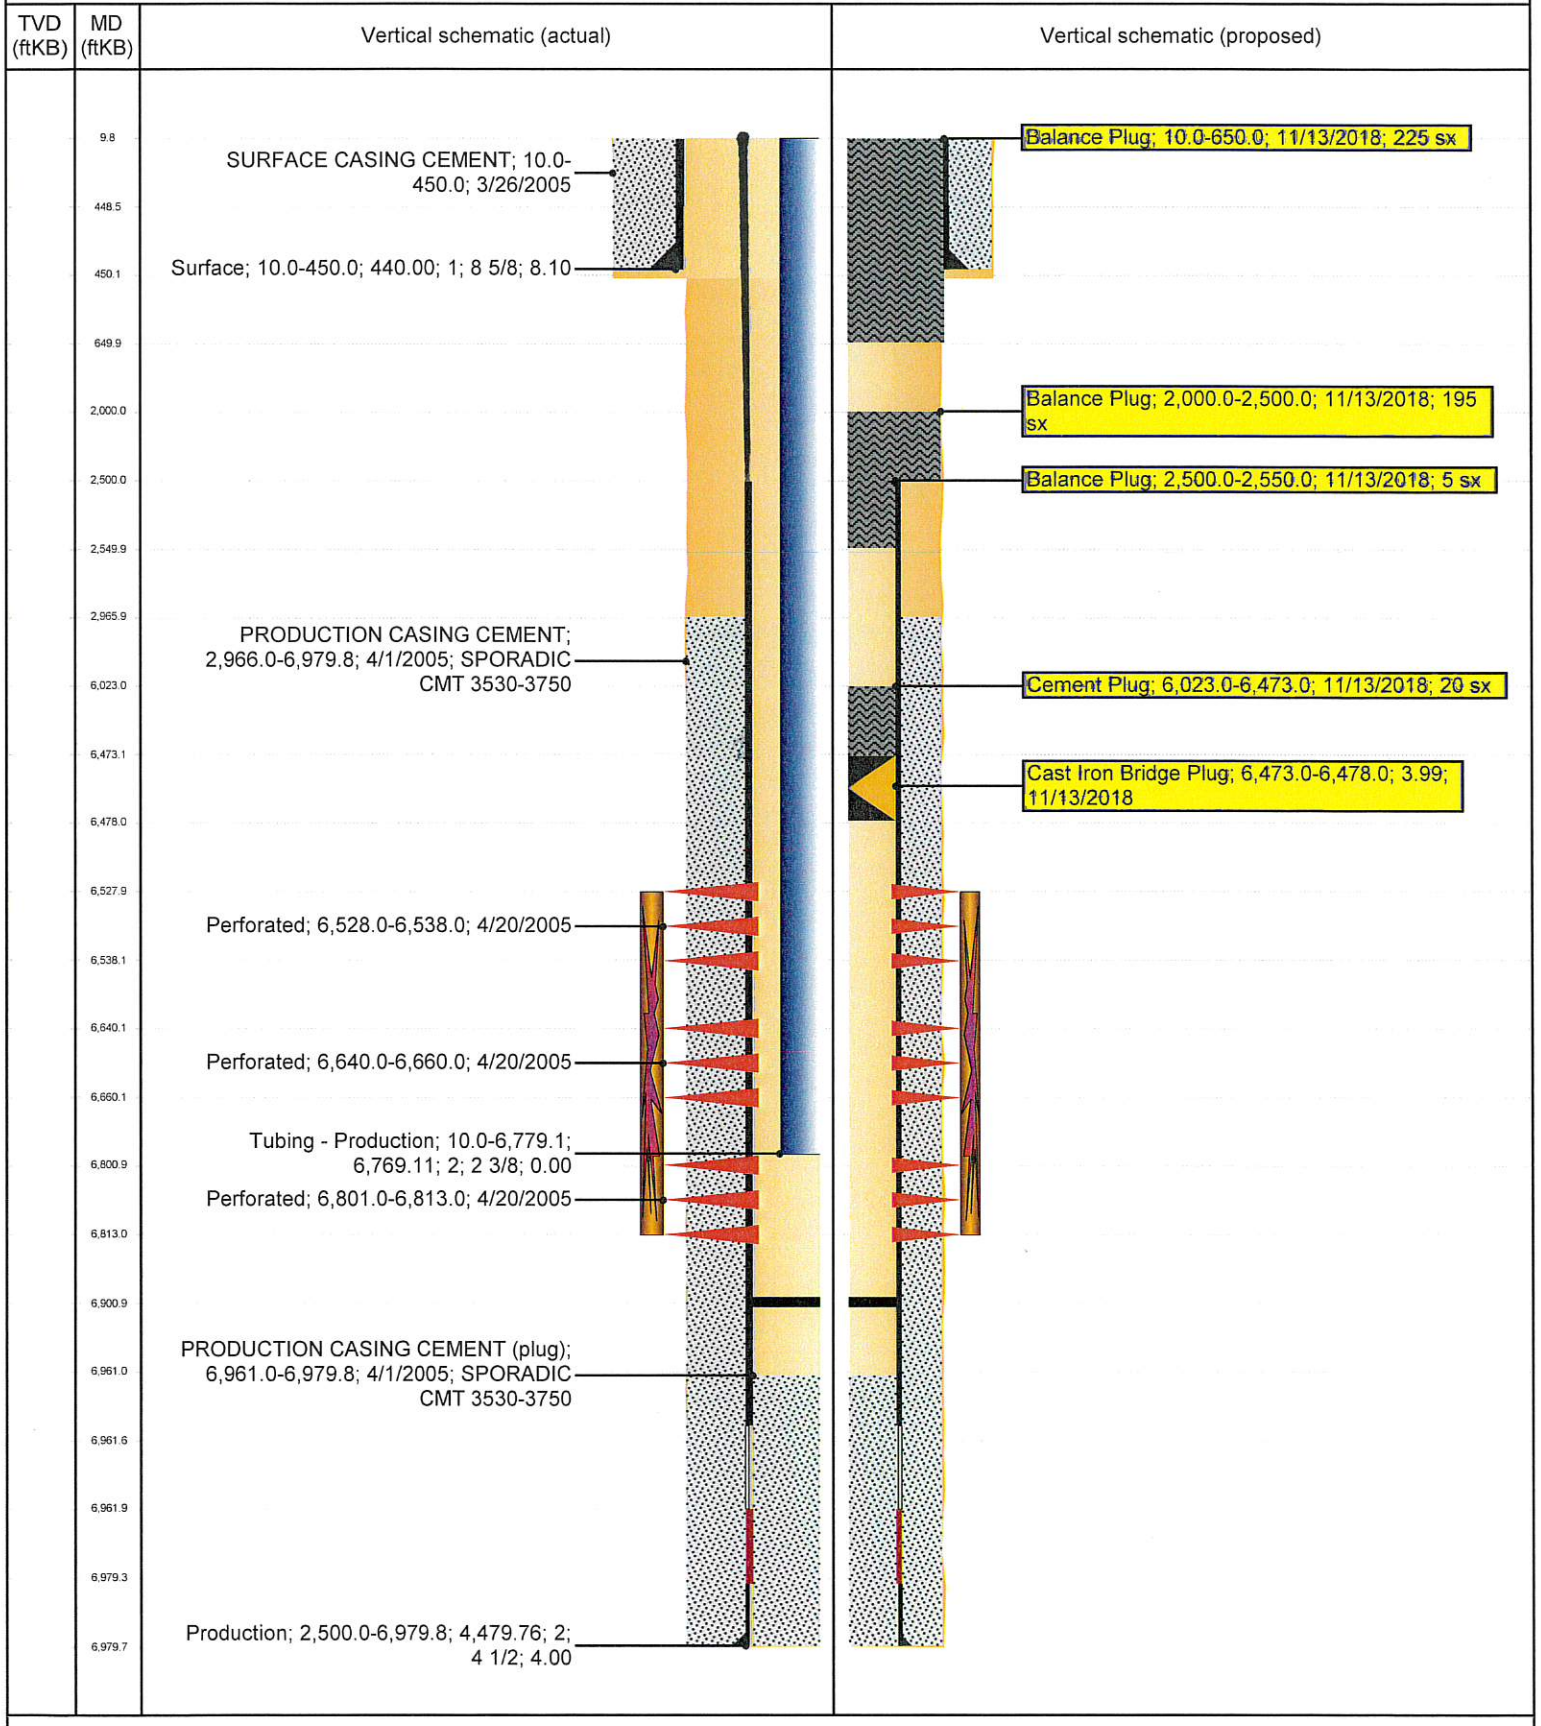 TVD
(ftKB)
MD
(ftKB)
Vertical schematic (actual)
Vertical schematic (proposed)
9.8
448.5
450.1
649.9
2,000.0
2,500.0
2,549.9
2,965.9
6,023.0
6,473.1
6,478.0
6,527.9
6,538.1
6,640.1
6,660.1
6,800.9
6,813.0
6,900.9
6,961.0
6,961.6
6,961.9
6,979.3
6,979.7
SURFACE CASING CEMENT; 10.0-
450.0; 3/26/2005
Surface; 10.0-450.0; 440.00; 1; 8 5/8; 8.10
PRODUCTION CASING CEMENT;
2,966.0-6,979.8; 4/1/2005; SPORADIC
CMT 3530-3750
Perforated; 6,528.0-6,538.0; 4/20/2005
Perforated; 6,640.0-6,660.0; 4/20/2005
Tubing - Production; 10.0-6,779.1;
6,769.11; 2; 2 3/8; 0.00
Perforated; 6,801.0-6,813.0; 4/20/2005
PRODUCTION CASING CEMENT (plug);
6,961.0-6,979.8; 4/1/2005; SPORADIC
CMT 3530-3750
Production; 2,500.0-6,979.8; 4,479.76; 2;
4 1/2; 4.00
Balance Plug; 10.0-650.0; 11/13/2018; 225 sx
Balance Plug; 2,000.0-2,500.0; 11/13/2018; 195
sx
Balance Plug; 2,500.0-2,550.0; 11/13/2018; 5 sx
Cement Plug; 6,023.0-6,473.0; 11/13/2018; 20 sx
Cast Iron Bridge Plug; 6,473.0-6,478.0; 3.99;
11/13/2018